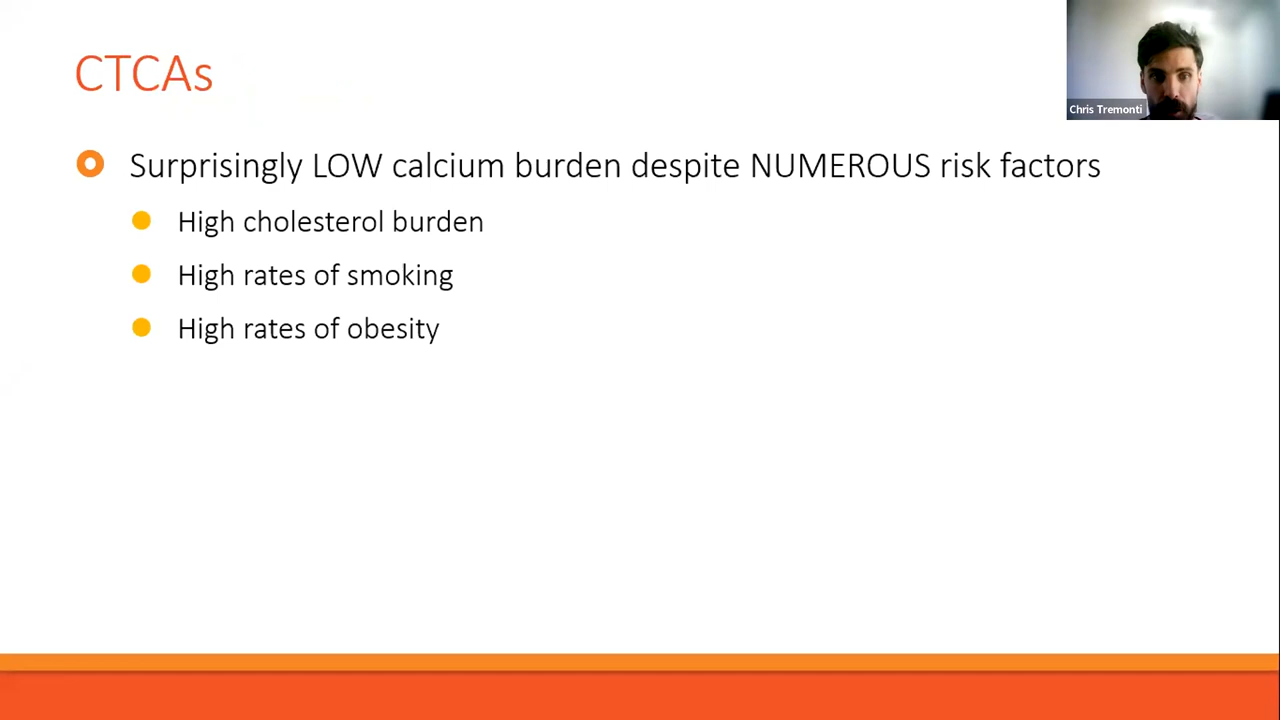 CTCAs
Chris Tremonti
Surprisingly LOW calcium burden despite NUMEROUS risk factors
High cholesterol burden
High rates of smoking
High rates of obesity